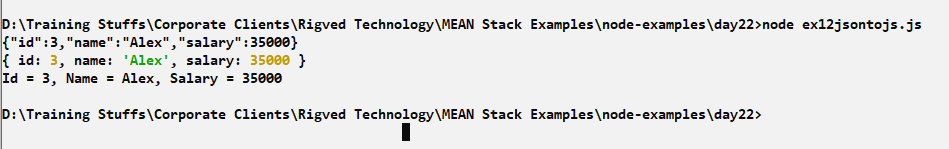 D:\Training Stuffs\Corporate Clients\Rigved Technology\MEAN Stack Examples\node-examples\day22>node ex12jsontojs.js
{"id":3,"name":"Alex","salary":35000}
{ id: 3, name: 'Alex', salary: 35000 }
Id = 3, Name = Alex, Salary = 35000
D:\Training Stuffs\Corporate Clients\Rigved Technology\MEAN Stack Examples\node-examples\day22>